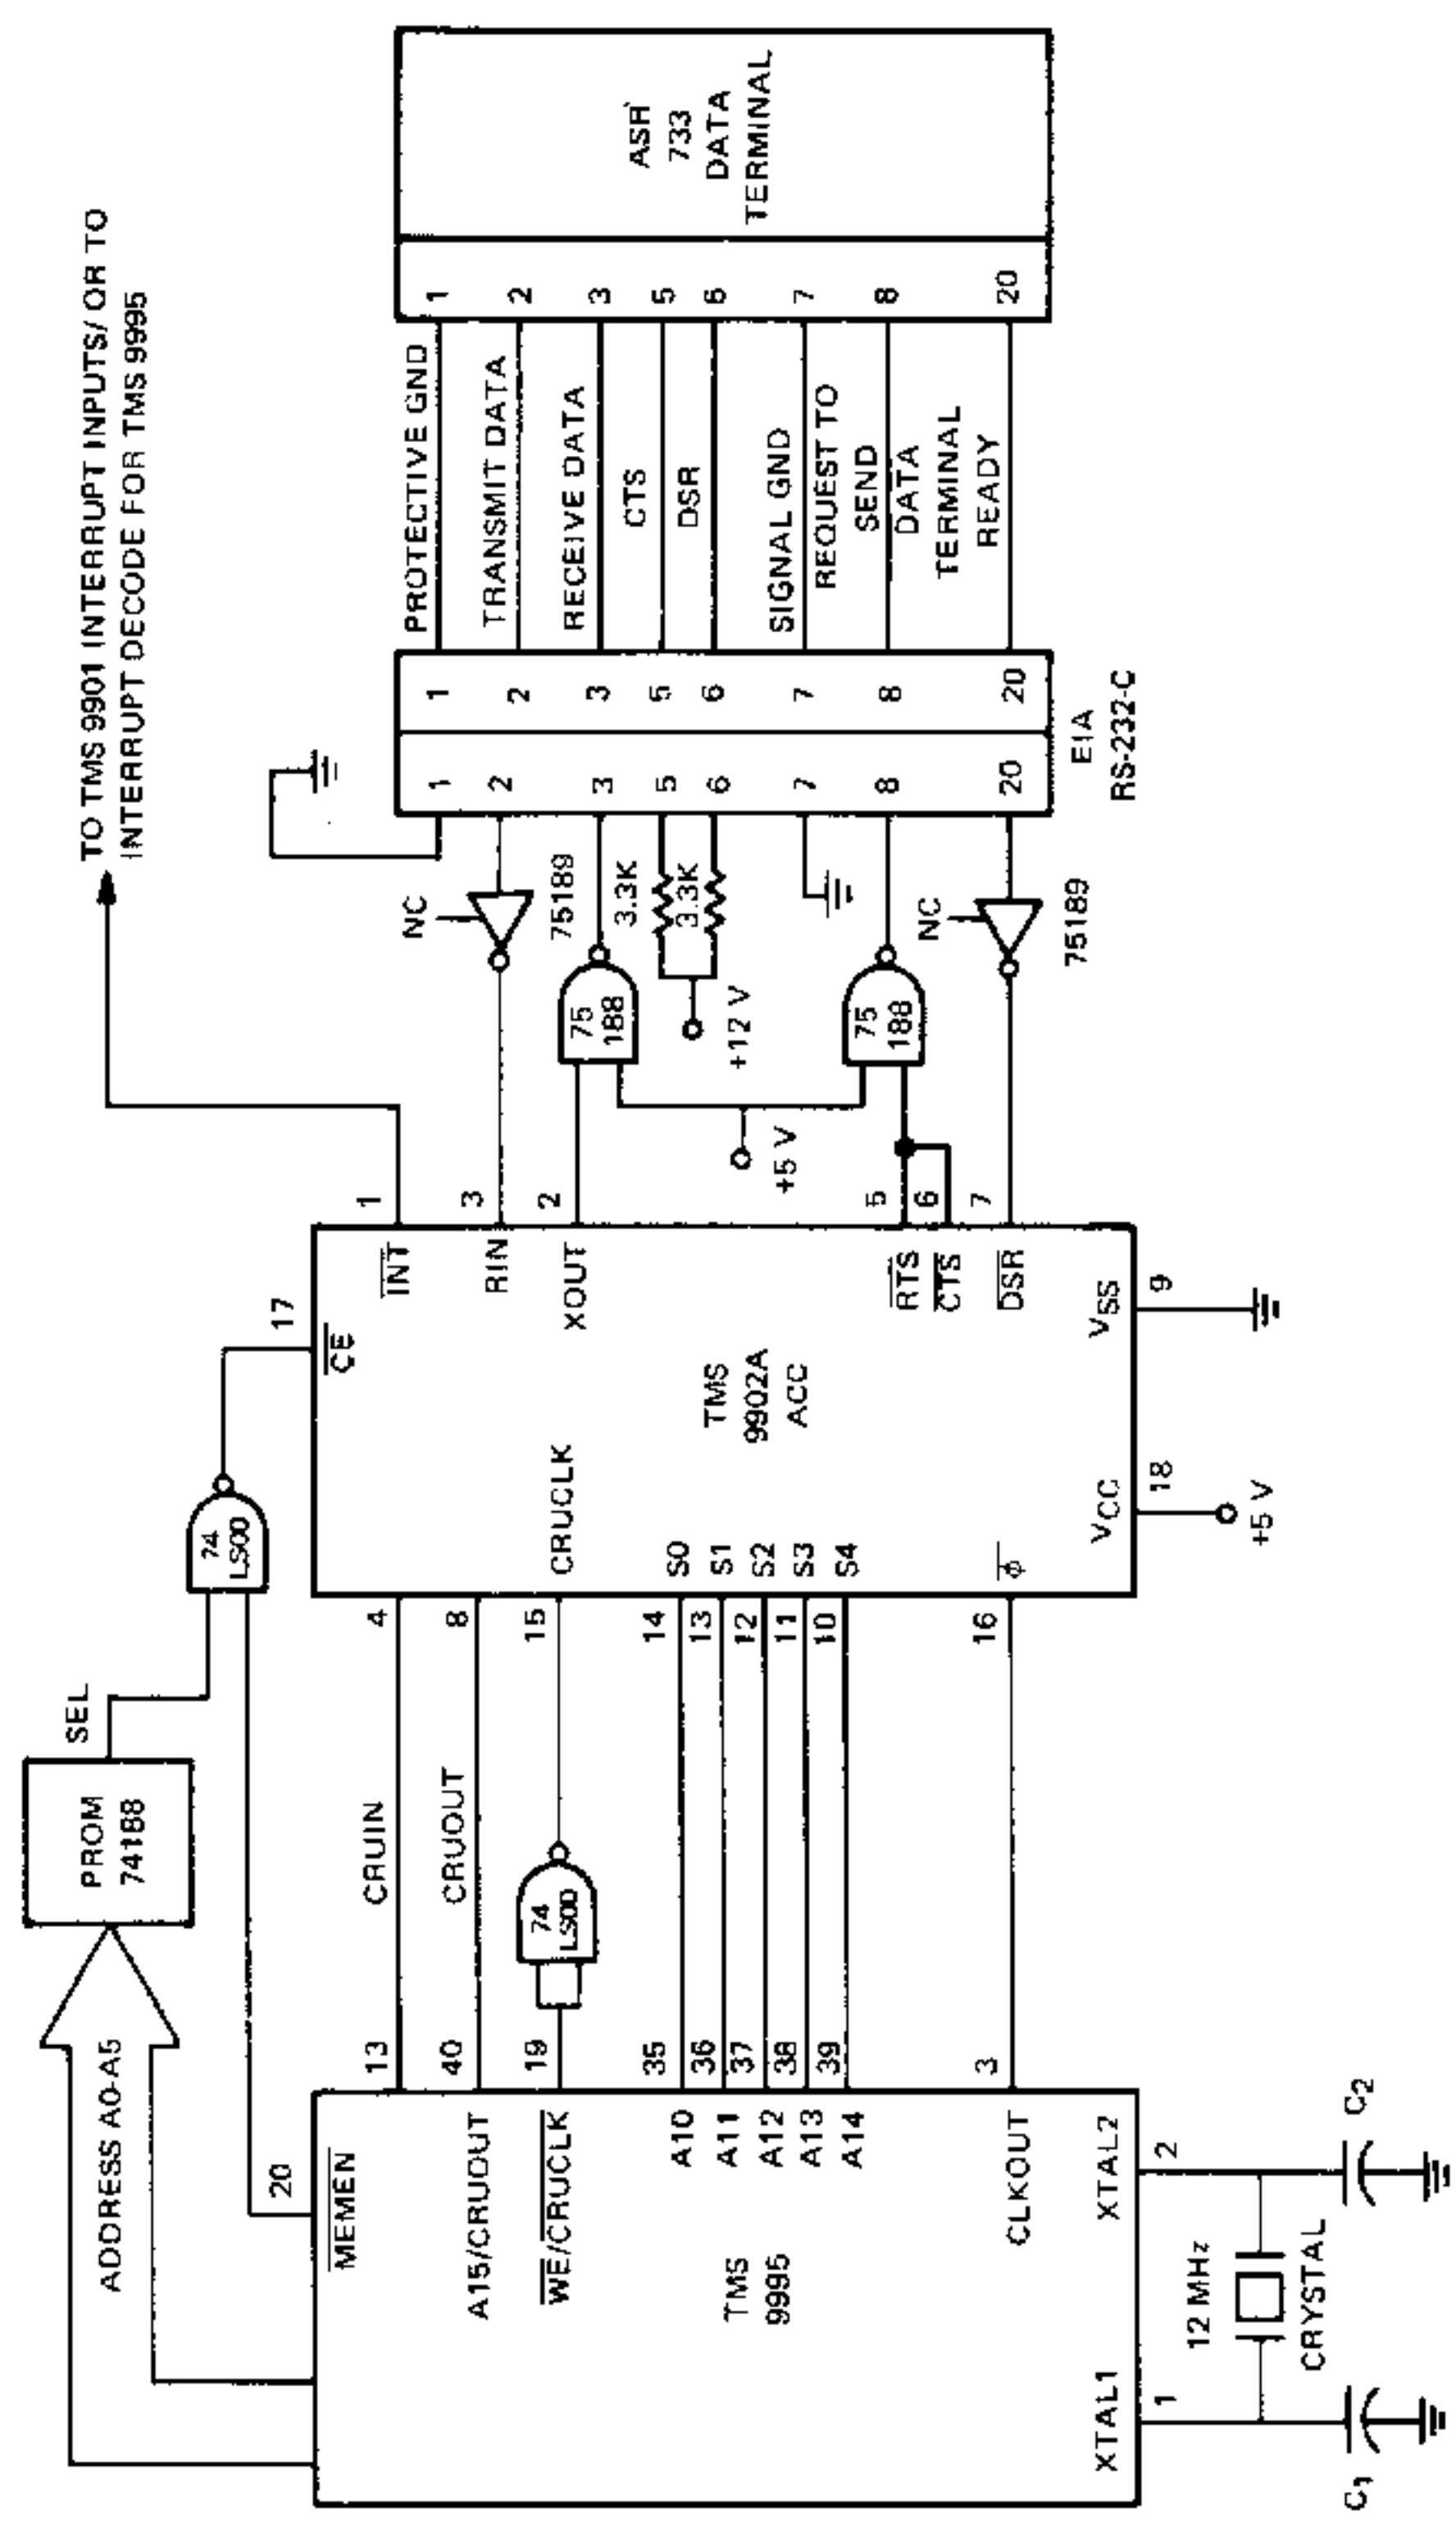 TO TMS 9901 INTERRUPT INPUTS/ OR TO
INTERRUPT DECODE FOR TMS 9995
ADDRESS A0-A5
PROM
74188
SEL
74
LS00
20
MEMEN
17
CE
13
CRUIN
4
INT
1
A15/CRUOUT
40
CRUOUT
8
RIN
3
WE/CRUCLK
19
74
LS00
15
CRUCLK
XOUT
2
A10
35
14
S0
A11
36
13
S1
A12
37
12
S2
A13
38
11
S3
A14
39
10
S4
TMS
9995
TMS
9902A
ACC
RTS
5
CTS
6
DSR
7
CLKOUT
3
16
ϕ
XTAL1
XTAL2
1
2
12 MHz
CRYSTAL
C1
C2
VCC
18
+5 V
VSS
9
NC
75189
75
188
3.3K
3.3K
+12 V
+5 V
75
188
NC
75189
1
1
PROTECTIVE GND
1
2
2
TRANSMIT DATA
2
3
3
RECEIVE DATA
3
5
5
CTS
5
6
6
DSR
6
7
7
SIGNAL GND
7
8
8
REQUEST TO
SEND
8
20
20
DATA
TERMINAL
READY
20
EIA
RS-232-C
ASR
733
DATA
TERMINAL